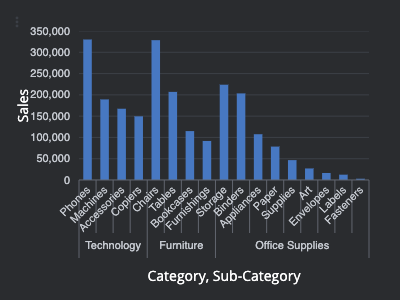 Sales
350,000
300,000
250,000
200,000
150,000
100,000
50,000
0
Phones
Machines
Accessories
Copiers
Chairs
Tables
Bookcases
Furnishings
Storage
Binders
Appliances
Paper
Supplies
Art
Envelopes
Labels
Fasteners
Technology
Furniture
Office Supplies
Category, Sub-Category